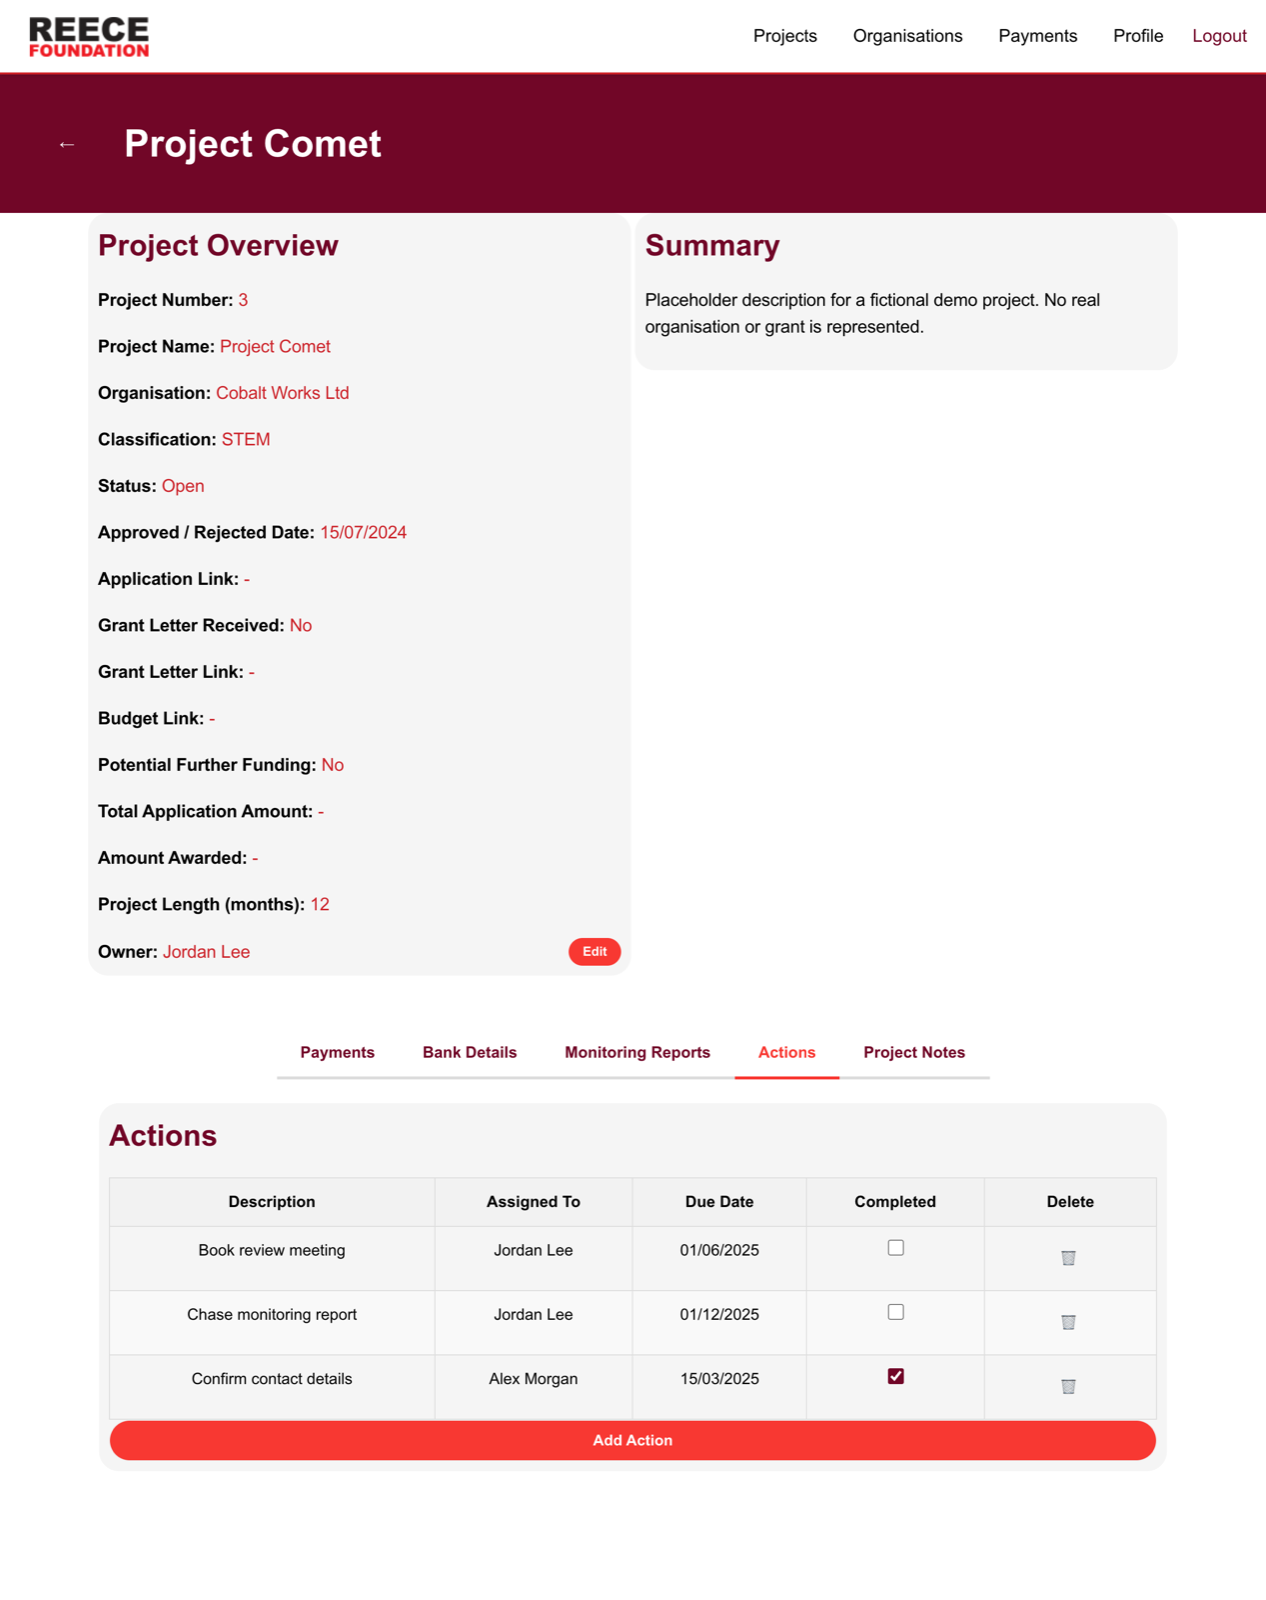 REECE
FOUNDATION
Projects Organisations Payments Profile Logout
← Project Comet
Project Overview
Project Number: 3
Project Name: Project Comet
Organisation: Cobalt Works Ltd
Classification: STEM
Status: Open
Approved / Rejected Date: 15/07/2024
Application Link: -
Grant Letter Received: No
Grant Letter Link: -
Budget Link: -
Potential Further Funding: No
Total Application Amount: -
Amount Awarded: -
Project Length (months): 12
Owner: Jordan Lee
Edit
Summary
Placeholder description for a fictional demo project. No real
organisation or grant is represented.
Payments Bank Details Monitoring Reports Actions Project Notes
Actions
Description Assigned To Due Date Completed Delete
Book review meeting Jordan Lee 01/06/2025
Chase monitoring report Jordan Lee 01/12/2025
Confirm contact details Alex Morgan 15/03/2025
Add Action